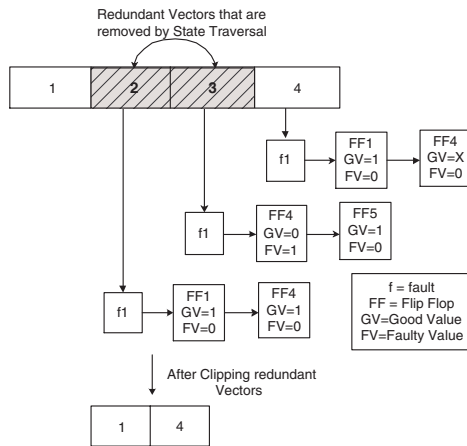 Redundant Vectors that are
removed by State Traversal
1 2 3 4
f1
FF1
GV=1
FV=0
FF4
GV=X
FV=0
f1
FF4
GV=0
FV=1
FF5
GV=1
FV=0
f1
FF1
GV=1
FV=0
FF4
GV=1
FV=0
f = fault
FF = Flip Flop
GV=Good Value
FV=Faulty Value
After Clipping redundant
Vectors
1 4